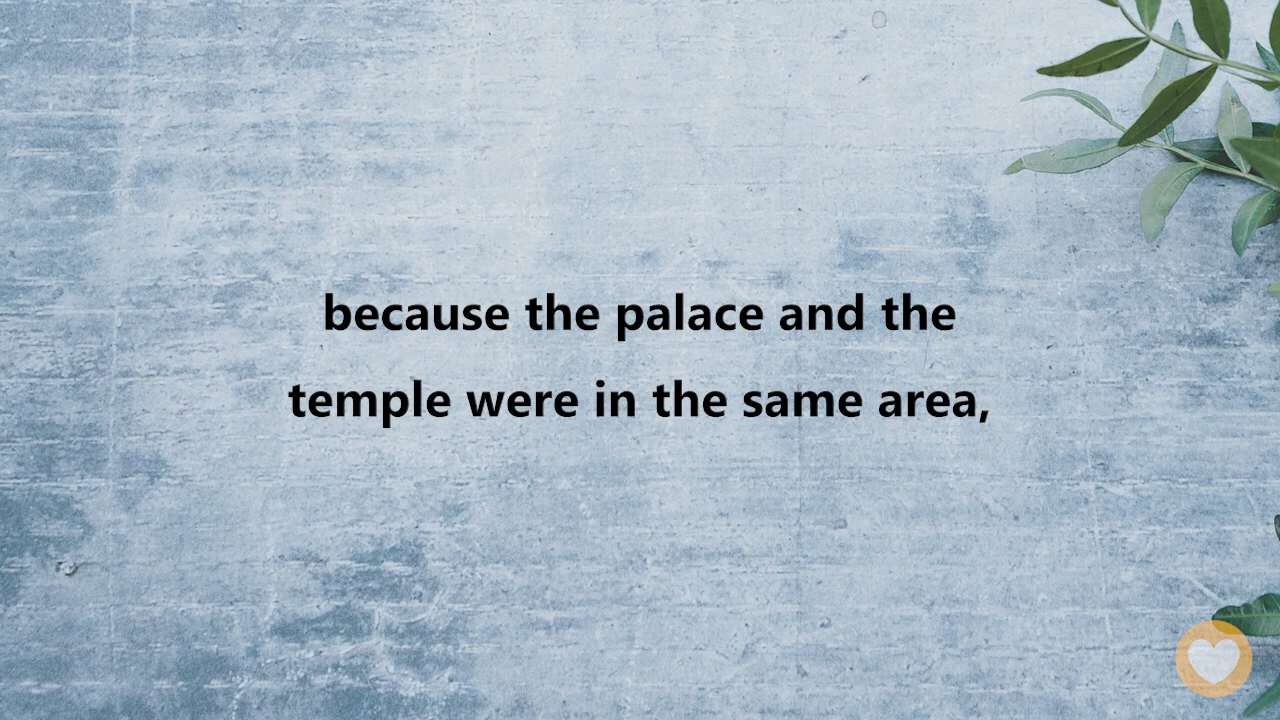 because the palace and the
temple were in the same area,